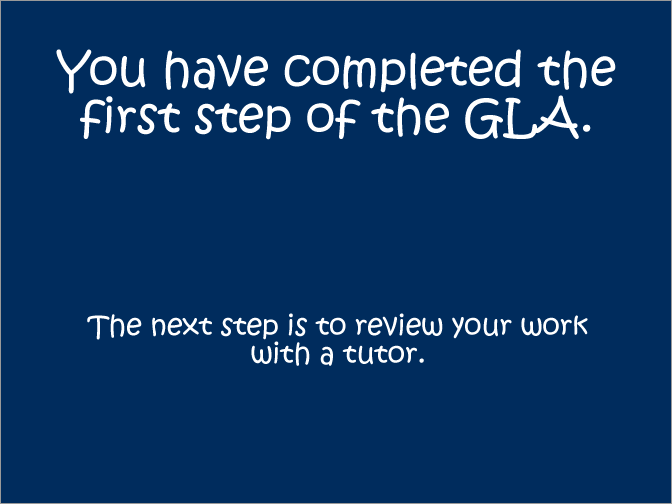 You have completed the
first step of the GLA.
The next step is to review your work
with a tutor.